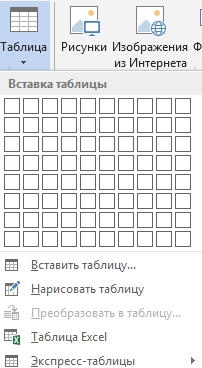 Таблица
Рисунки
Изображения
из Интернета
Ф
Вставка таблицы
Вставить таблицу...
Нарисовать таблицу
Преобразовать в таблицу...
Таблица Excel
Экспресс-таблицы